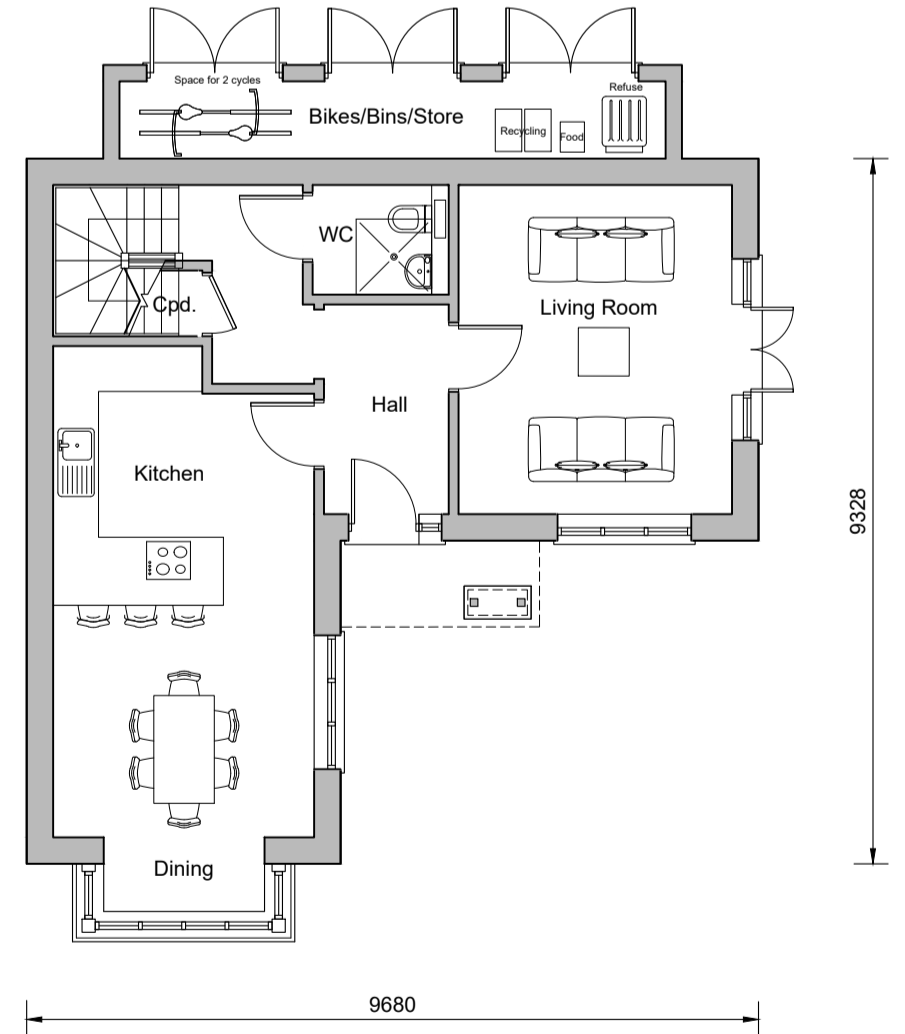 Space for 2 cycles
Refuse
Bikes/Bins/Store
Recycling
Food
WC
Cpd.
Living Room
Hall
Kitchen
9328
Dining
9680